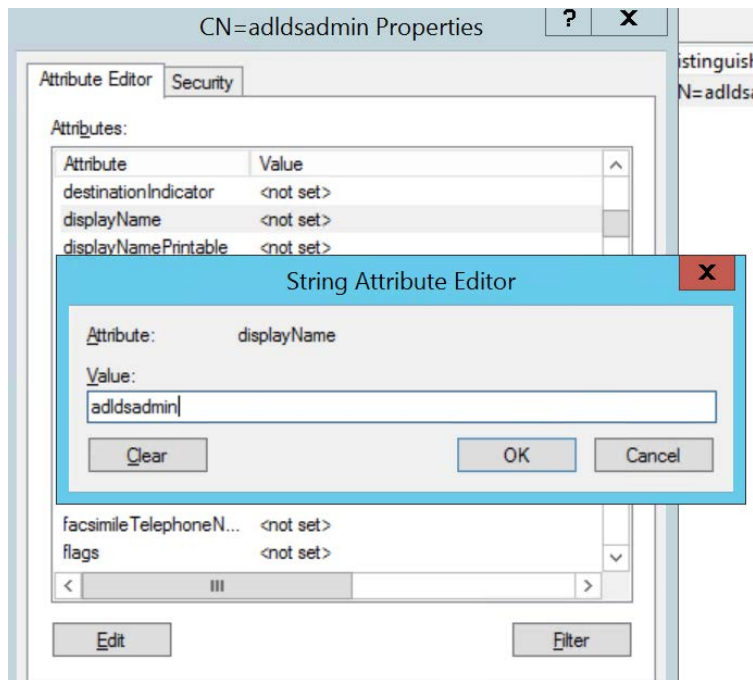 CN=adldsadmin Properties
? X
Attribute Editor Security
Attributes:
Attribute Value
destinationIndicator <not set>
displayName <not set>
displayNamePrintable <not set>
String Attribute Editor X
Attribute: displayName
Value:
adldsadmin
Clear OK Cancel
facsimileTelephoneN... <not set>
flags <not set>
Edit Filter
istinguish
N=adlds